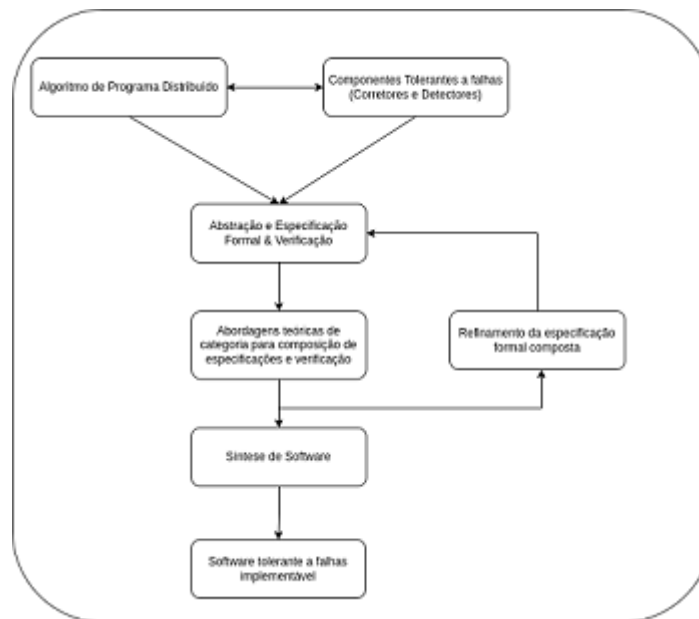 Algoritmo de Programa Distribuído
Componentes Tolerantes a falhas
(Corretores e Detectores)
Abstração e Especificação
Formal & Verificação
Abordagens teóricas de
categoria para composição de
especificações e verificação
Refinamento da especificação
formal composta
Síntese de Software
Software tolerante a falhas
implementável